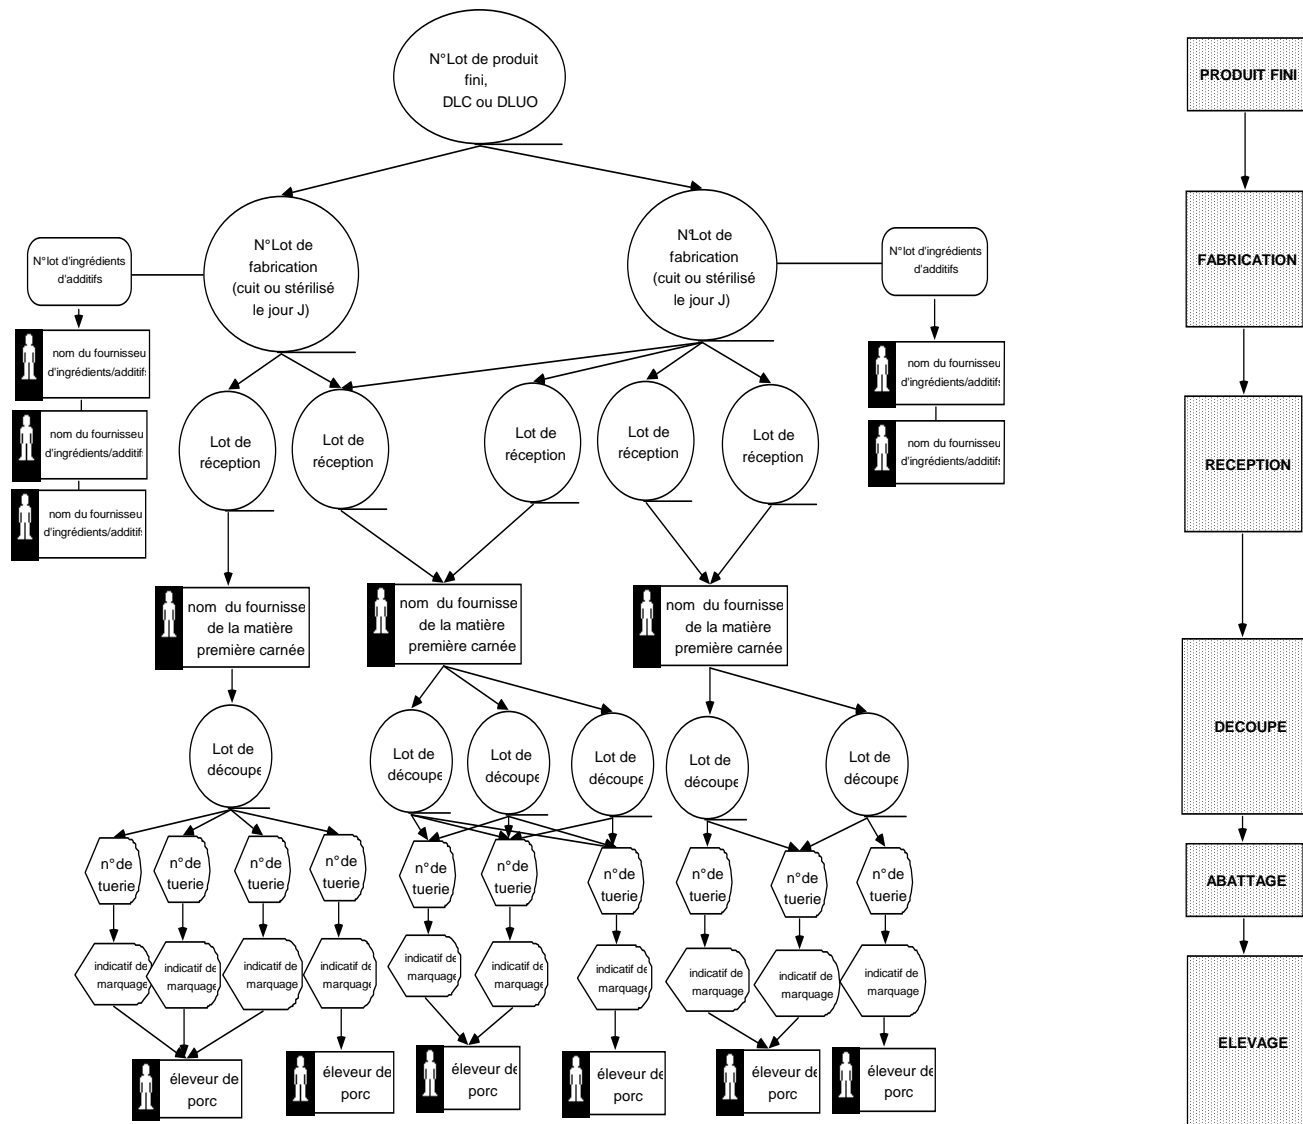 N°Lot de produit
fini,
DLC ou DLUO
PRODUIT FINI
N°Lot de
fabrication
(cuit ou stérilisé
le jour J)
N°Lot de
fabrication
(cuit ou stérilisé
le jour J)
N°lot d'ingrédients
d'additifs
N°lot d'ingrédients
d'additifs
FABRICATION
nom du fournisseu
d'ingrédients/additifs
nom du fournisseu
d'ingrédients/additifs
nom du fournisseu
d'ingrédients/additifs
nom du fournisseu
d'ingrédients/additifs
nom du fournisseu
d'ingrédients/additifs
Lot de
réception
Lot de
réception
Lot de
réception
Lot de
réception
Lot de
réception
RECEPTION
nom du fournisse
de la matière
première carnée
nom du fournisse
de la matière
première carnée
nom du fournisse
de la matière
première carnée
Lot de
découpe
Lot de
découpe
Lot de
découpe
Lot de
découpe
Lot de
découpe
Lot de
découpe
DECOUPE
n°de
tuerie
n°de
tuerie
n°de
tuerie
n°de
tuerie
n°de
tuerie
n°de
tuerie
n°de
tuerie
n°de
tuerie
n°de
tuerie
n°de
tuerie
ABATTAGE
indicatif de
marquage
indicatif de
marquage
indicatif de
marquage
indicatif de
marquage
indicatif de
marquage
indicatif de
marquage
indicatif de
marquage
indicatif de
marquage
indicatif de
marquage
indicatif de
marquage
éleveur de
porc
éleveur de
porc
éleveur de
porc
éleveur de
porc
éleveur de
porc
éleveur de
porc
ELEVAGE